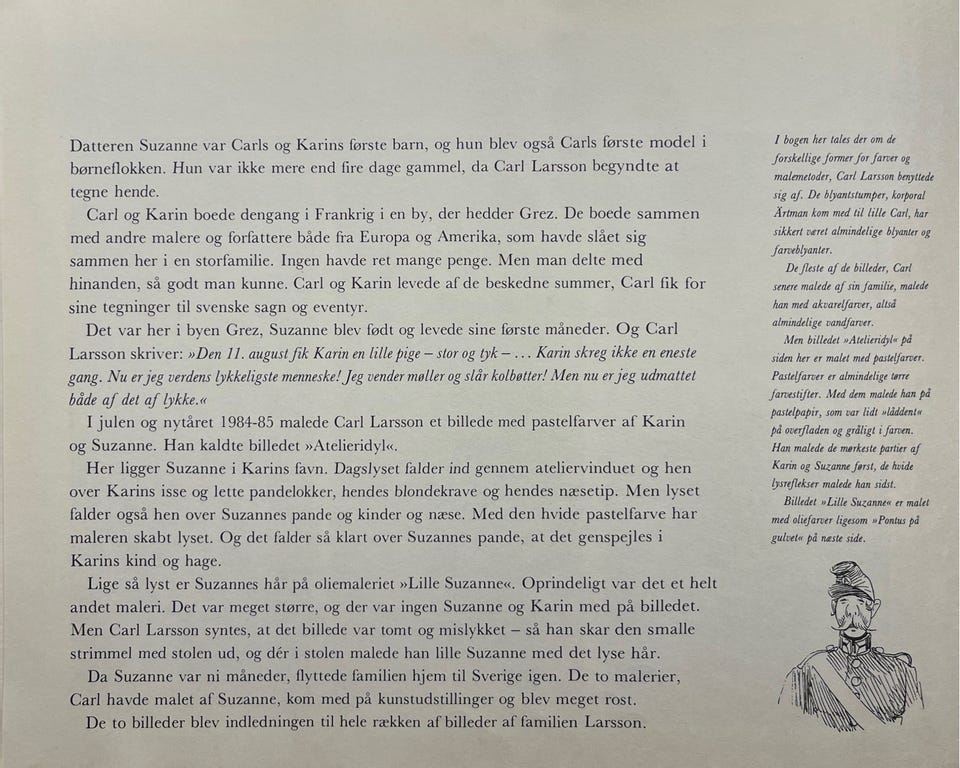 Datteren Suzanne var Carls og Karins første barn, og hun blev også Carls første model i
børneflokken. Hun var ikke mere end fire dage gammel, da Carl Larsson begyndte at
tegne hende.
Carl og Karin boede dengang i Frankrig i en by, der hedder Grez. De boede sammen
med andre malere og forfattere både fra Europa og Amerika, som havde slået sig
sammen her i en storfamilie. Ingen havde ret mange penge. Men man delte med
hinanden, så godt man kunne. Carl og Karin levede af de beskedne summer, Carl fik for
sine tegninger til svenske sagn og eventyr.
Det var her i byen Grez, Suzanne blev født og levede sine første måneder. Og Carl
Larsson skriver: »Den 11. august fik Karin en lille pige – stor og tyk – ... Karin skreg ikke en eneste
gang. Nu er jeg verdens lykkeligste menneske! Jeg vender møller og slår kolbøtter! Men nu er jeg udmattet
både af det af lykke.«
I julen og nytåret 1984-85 malede Carl Larsson et billede med pastelfarver af Karin
og Suzanne. Han kaldte billedet »Atelieridyl«.
Her ligger Suzanne i Karins favn. Dagslyset falder ind gennem ateliervinduet og hen
over Karins isse og lette pandelokker, hendes blondekrave og hendes næsetip. Men lyset
falder også hen over Suzannes pande og kinder og næse. Med den hvide pastelfarve har
maleren skabt lyset. Og det falder så klart over Suzannes pande, at det genspejles i
Karins kind og hage.
Lige så lyst er Suzannes hår på oliemaleriet »Lille Suzanne«. Oprindeligt var det et helt
andet maleri. Det var meget større, og der var ingen Suzanne og Karin med på billedet.
Men Carl Larsson syntes, at det billede var tomt og mislykket – så han skar den smalle
strimmel med stolen ud, og dér i stolen malede han lille Suzanne med det lyse hår.
Da Suzanne var ni måneder, flyttede familien hjem til Sverige igen. De to malerier,
Carl havde malet af Suzanne, kom med på kunstudstillinger og blev meget rost.
De to billeder blev indledningen til hele rækken af billeder af familien Larsson.
I bogen her tales der om de
forskellige former for farver og
malemetoder, Carl Larsson benyttede
sig af. De blyantstumper, korporal
Ärtman kom med til lille Carl, har
sikkert været almindelige blyanter og
farveblyanter.
De fleste af de billeder, Carl
senere malede af sin familie, malede
han med akvarelfarver, altså
almindelige vandfarver.
Men billedet »Atelieridyl« på
siden her er malet med pastelfarver.
Pastelfarver er almindelige tørre
farvestifter. Med dem malede han på
pastelpapir, som var lidt »låddent«
på overfladen og gråligt i farven.
Han malede de mørkeste partier af
Karin og Suzanne først, de hvide
lysreflekser malede han sidst.
Billedet »Lille Suzanne« er malet
med oliefarver ligesom »Pontus på
gulvet« på næste side.